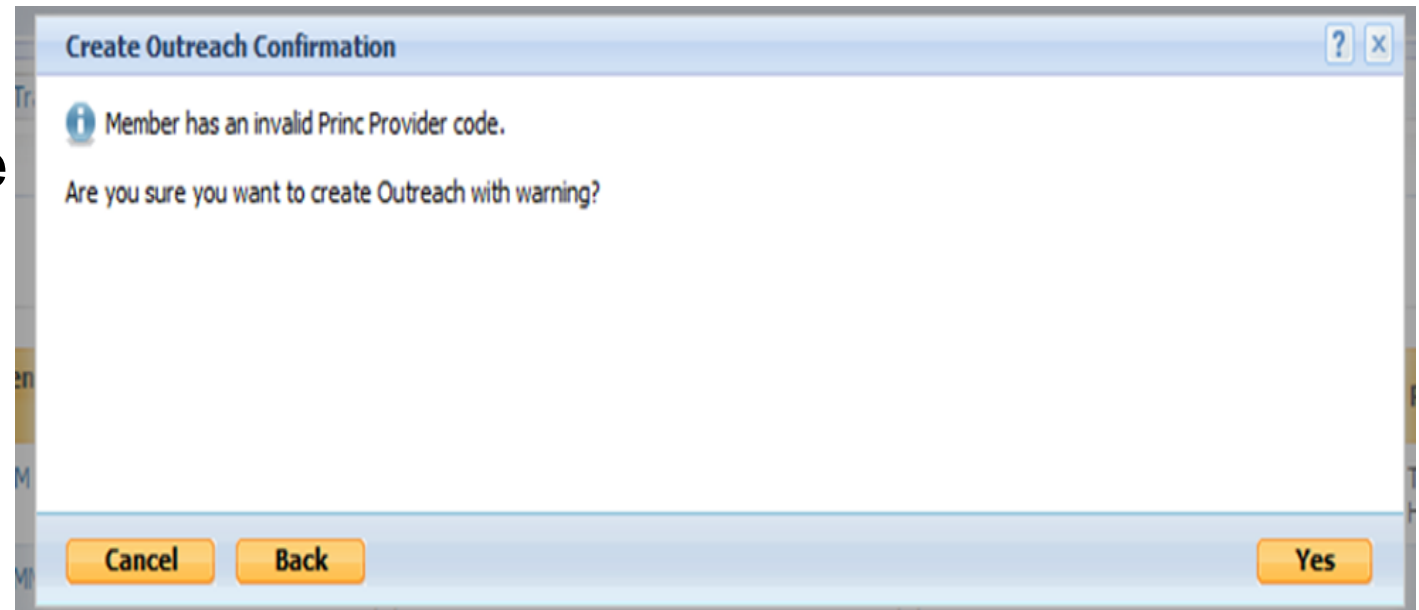 Create Outreach Confirmation
? x
Member has an invalid Princ Provider code.
Are you sure you want to create Outreach with warning?
Cancel Back Yes